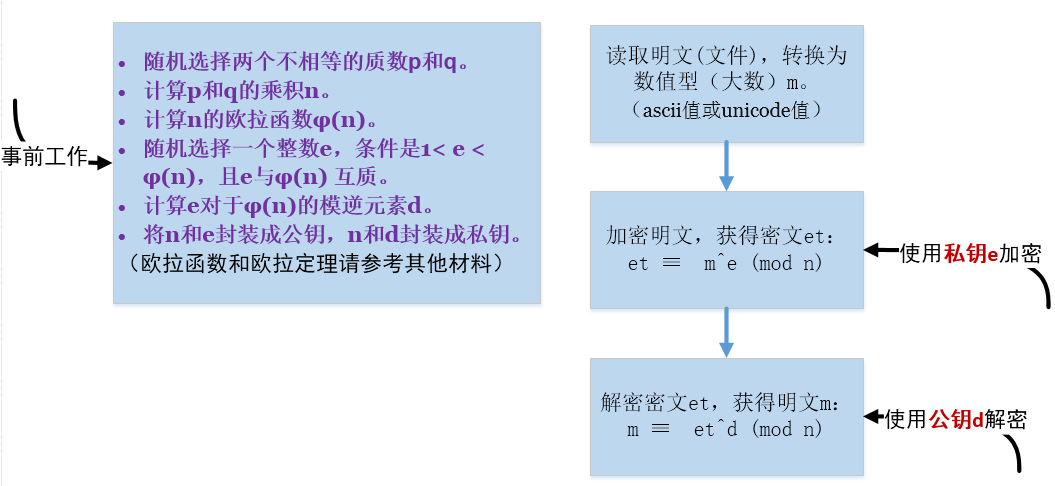 事前工作
• 随机选择两个不相等的质数p和q。
• 计算p和q的乘积n。
• 计算n的欧拉函数φ(n)。
• 随机选择一个整数e，条件是1< e <
φ(n)，且e与φ(n) 互质。
• 计算e对于φ(n)的模逆元素d。
• 将n和e封装成公钥，n和d封装成私钥。
（欧拉函数和欧拉定理请参考其他材料）
读取明文(文件)，转换为
数值型（大数）m。
（ascii值或unicode值）
加密明文，获得密文et：
et ≡ m^e (mod n)
使用私钥e加密
解密密文et，获得明文m：
m ≡ et^d (mod n)
使用公钥d解密